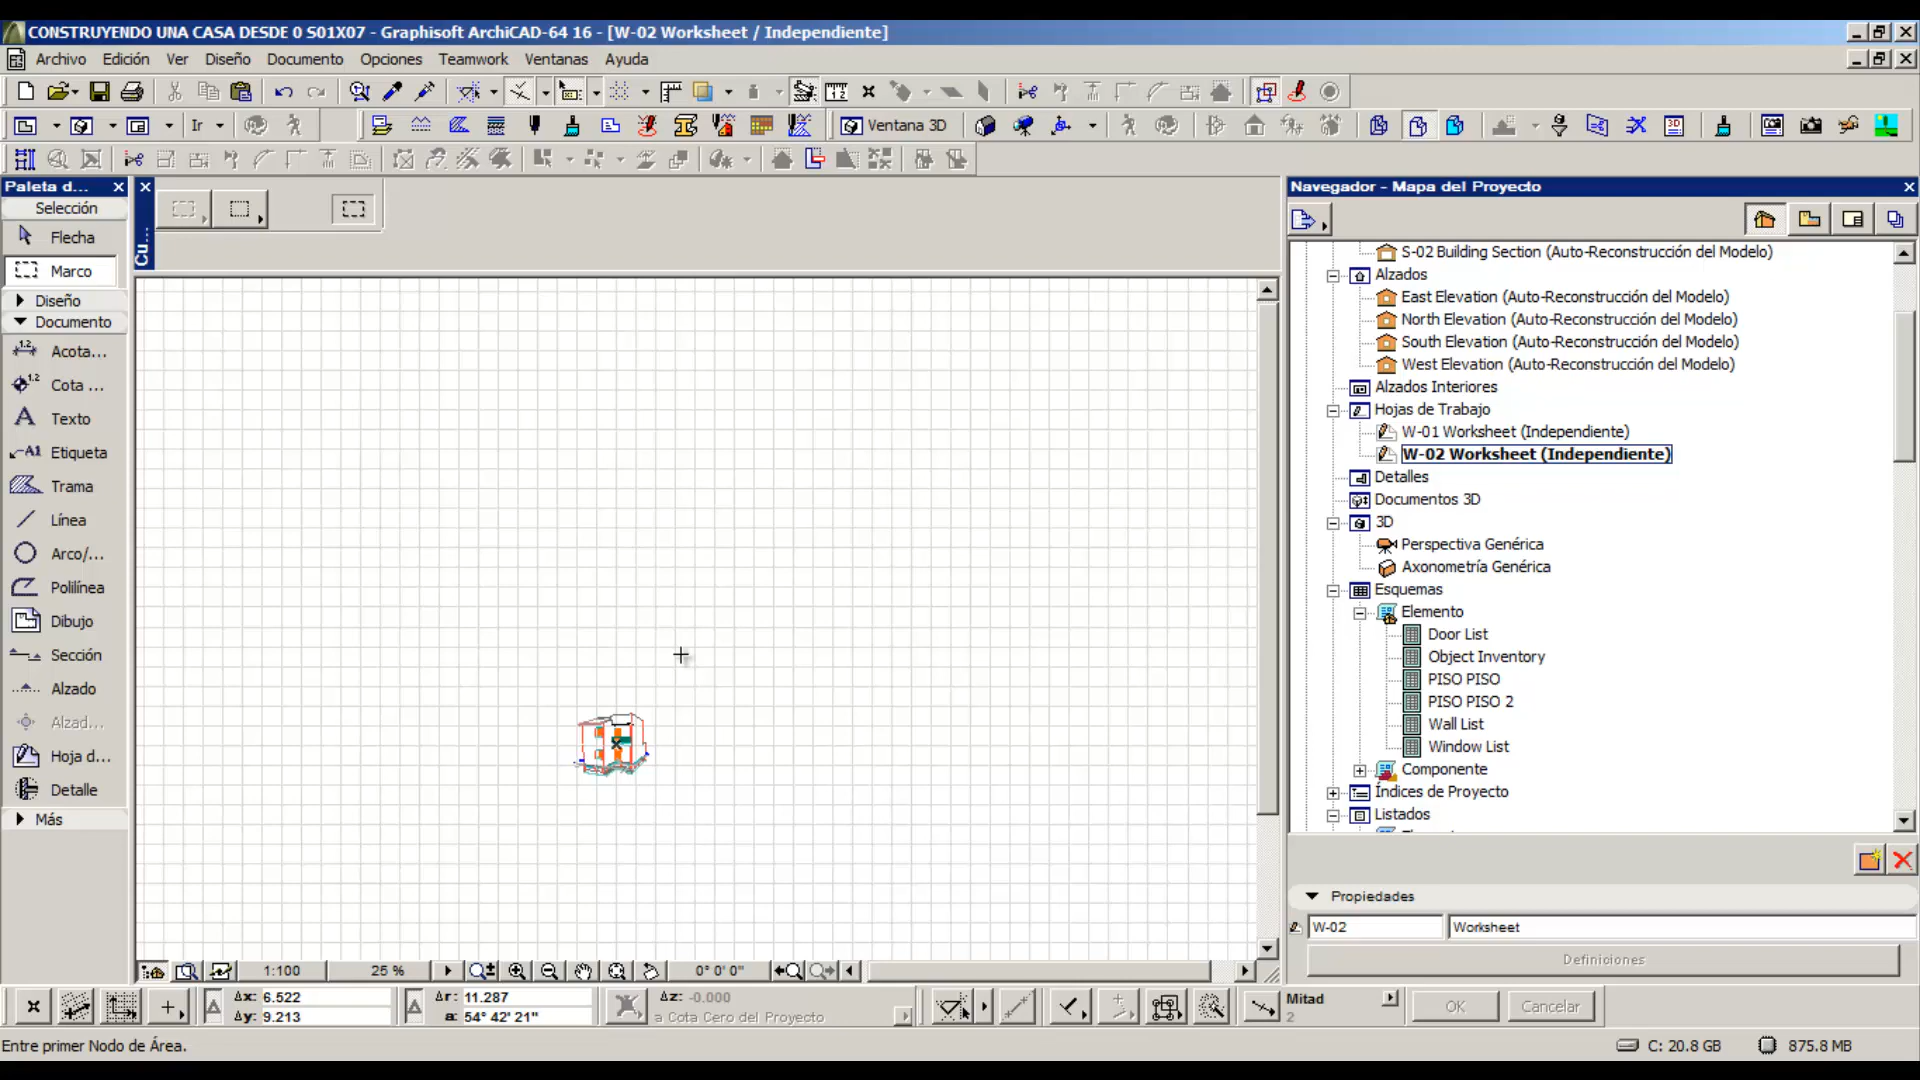 CONSTRUYENDO UNA CASA DESDE 0 S01X07 - Graphisoft ArchiCAD-64 16 - [W-02 Worksheet / Independiente]
Archivo Edición Ver Diseño Documento Opciones Teamwork Ventanas Ayuda
Ir
Ventana 3D
3D
Paleta d...
Selección
Flecha
Marco
Diseño
Documento
Acota...
Cota ...
Texto
Etiqueta
Trama
Línea
Arco/...
Polilínea
Dibujo
Sección
Alzado
Alzad...
Hoja d...
Detalle
Más
Cu...
Navegador - Mapa del Proyecto
S-02 Building Section (Auto-Reconstrucción del Modelo)
Alzados
East Elevation (Auto-Reconstrucción del Modelo)
North Elevation (Auto-Reconstrucción del Modelo)
South Elevation (Auto-Reconstrucción del Modelo)
West Elevation (Auto-Reconstrucción del Modelo)
Alzados Interiores
Hojas de Trabajo
W-01 Worksheet (Independiente)
W-02 Worksheet (Independiente)
Detalles
Documentos 3D
3D
Perspectiva Genérica
Axonometría Genérica
Esquemas
Elemento
Door List
Object Inventory
PISO PISO
PISO PISO 2
Wall List
Window List
Componente
Índices de Proyecto
Listados
Propiedades
W-02 Worksheet
Definiciones
1:100 25 % 0° 0' 0"
Δx: 6.522
Δy: 9.213
Δr: 11.287
a: 54° 42' 21"
Δz: -0.000
a Cota Cero del Proyecto
Mitad
2
OK Cancelar
Entre primer Nodo de Área.
C: 20.8 GB 875.8 MB